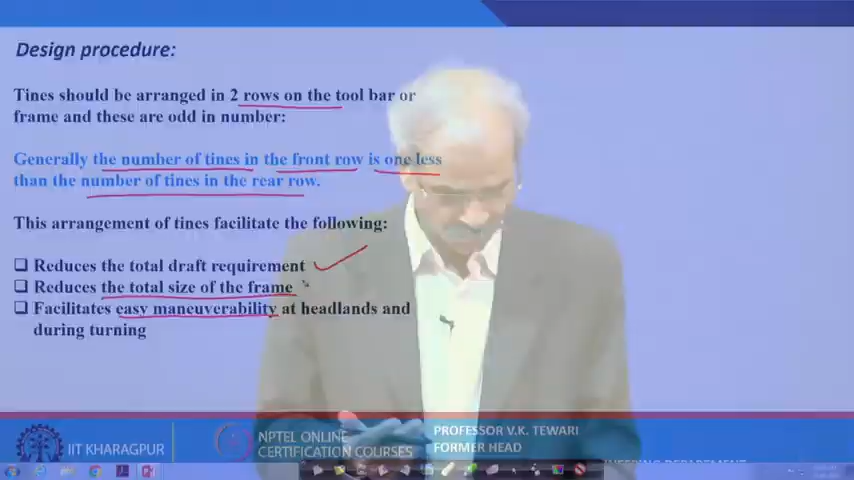 Design procedure:
Tines should be arranged in 2 rows on the tool bar or
frame and these are odd in number:
Generally the number of tines in the front row is one less
than the number of tines in the rear row.
This arrangement of tines facilitate the following:
❑ Reduces the total draft requirement
❑ Reduces the total size of the frame
❑ Facilitates easy maneuverability at headlands and
during turning
IIT KHARAGPUR
NPTEL ONLINE
CERTIFICATION COURSES
PROFESSOR V.K. TEWARI
FORMER HEAD
DEPARTMENT